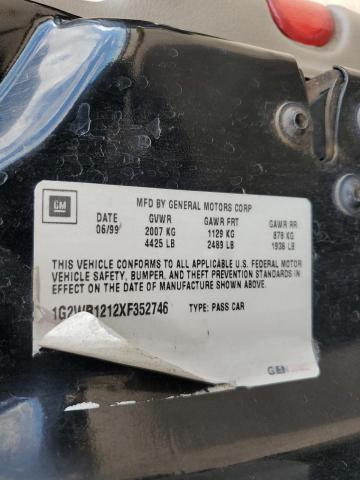 GM
MFD BY GENERAL MOTORS CORP
DATE GVWR GAWR FRT GAWR RR
06/99 2007 KG 1129 KG 878 KG
4425 LB 2489 LB 1936 LB
THIS VEHICLE CONFORMS TO ALL APPLICABLE U.S. FEDERAL MOTOR
VEHICLE SAFETY, BUMPER, AND THEFT PREVENTION STANDARDS
IN EFFECT ON THE DATE OF MANUFACTURE SHOWN ABOVE.
1G2WB1212XF352746 TYPE: PASS CAR